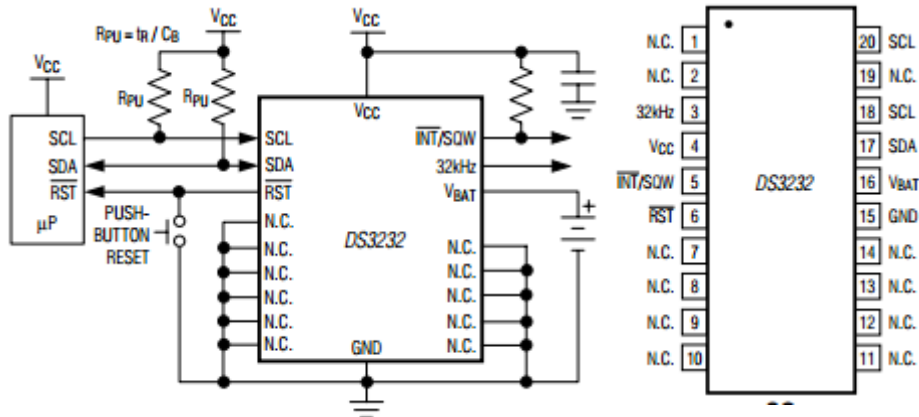 RPU = tR / CB
VCC
VCC
VCC
RPU
RPU
VCC
SCL
SCL
INT/SQW
SDA
SDA
32kHz
RST
RST
VBAT
μP
PUSH-
BUTTON
RESET
N.C.
N.C.
N.C.
N.C.
N.C.
N.C.
DS3232
+
N.C.
N.C.
N.C.
N.C.
N.C.
GND
N.C. 1
N.C. 2
32kHz 3
VCC 4
INT/SQW 5
RST 6
N.C. 7
N.C. 8
N.C. 9
N.C. 10
DS3232
20 SCL
19 N.C.
18 SCL
17 SDA
16 VBAT
15 GND
14 N.C.
13 N.C.
12 N.C.
11 N.C.